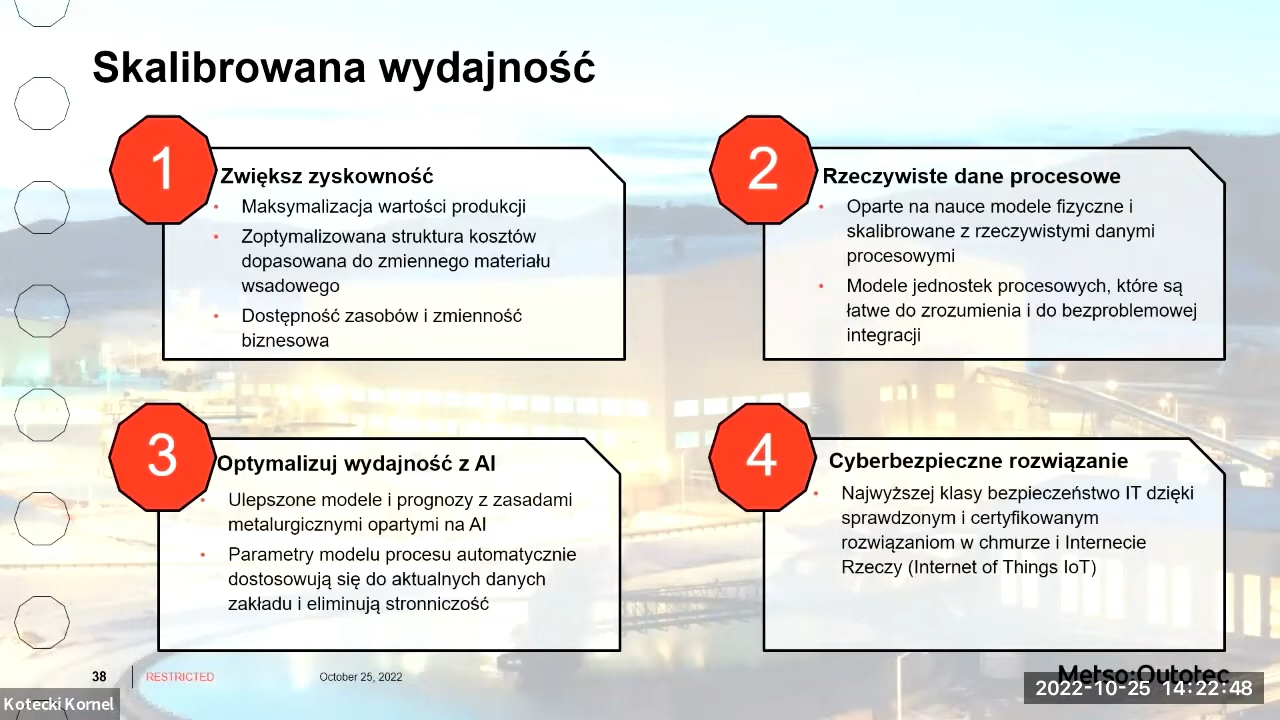 Skalibrowana wydajność
1
Zwiększ zyskowność
• Maksymalizacja wartości produkcji
• Zoptymalizowana struktura kosztów
dopasowana do zmiennego materiału
wsadowego
• Dostępność zasobów i zmienność
biznesowa
2
Rzeczywiste dane procesowe
• Oparte na nauce modele fizyczne i
skalibrowane z rzeczywistymi danymi
procesowymi
• Modele jednostek procesowych, które są
łatwe do zrozumienia i do bezproblemowej
integracji
3
Optymalizuj wydajność z AI
• Ulepszone modele i prognozy z zasadami
metalurgicznymi opartymi na AI
• Parametry modelu procesu automatycznie
dostosowują się do aktualnych danych
zakładu i eliminują stronniczość
4
Cyberbezpieczne rozwiązanie
• Najwyższej klasy bezpieczeństwo IT dzięki
sprawdzonym i certyfikowanym
rozwiązaniom w chmurze i Internecie
Rzeczy (Internet of Things IoT)
38
RESTRICTED
October 25, 2022
Metso:Outotec
2022-10-25 14:22:48
Kotecki Kornel